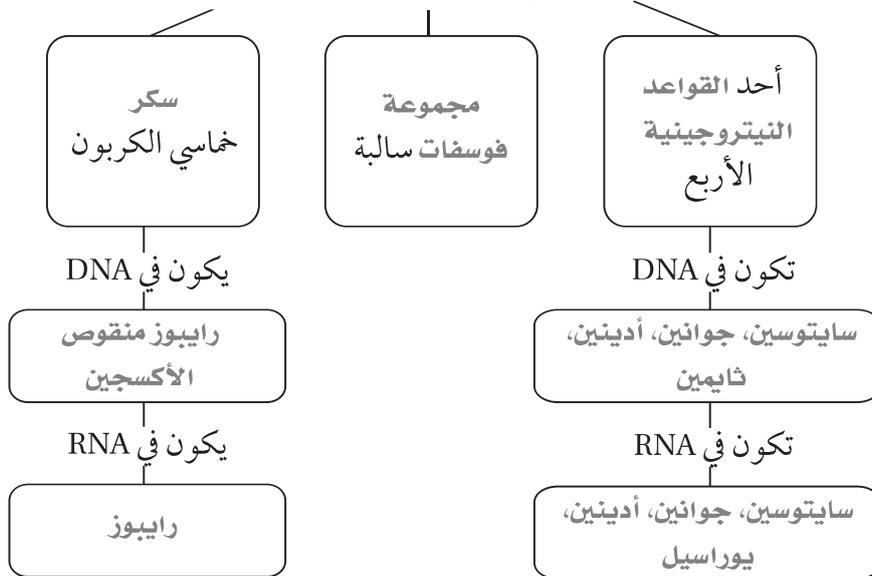 أحد القواعد
النيتروجينية
الأربع
مجموعة
فوسفات سالبة
سكر
خماسي الكربون
تكون في DNA
يكون في DNA
سايتوسين، جوانين، أدينين،
ثايمين
رايبوز منقوص
الأكسجين
تكون في RNA
يكون في RNA
سايتوسين، جوانين، أدينين،
يوراسيل
رايبوز